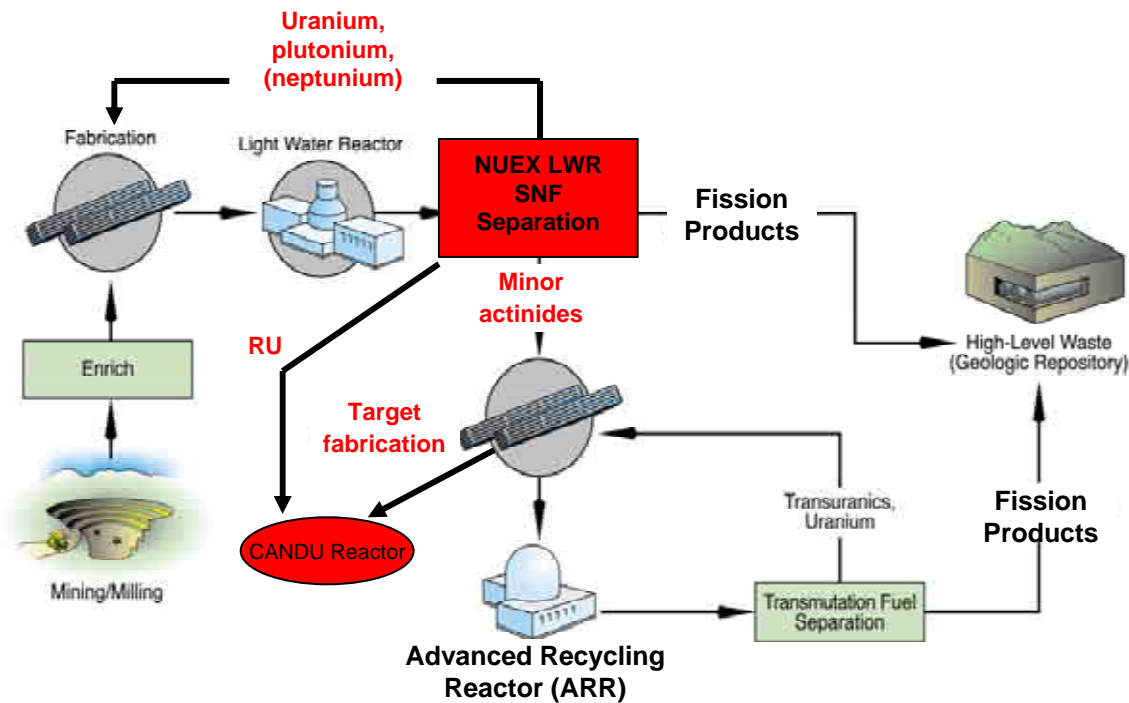 Uranium,
plutonium,
(neptunium)
Fabrication
Light Water Reactor
NUEX LWR
SNF
Separation
Fission
Products
Minor
actinides
RU
High-Level Waste
(Geologic Repository)
Enrich
Target
fabrication
Transuranics,
Uranium
Fission
Products
CANDU Reactor
Mining/Milling
Transmutation Fuel
Separation
Advanced Recycling
Reactor (ARR)